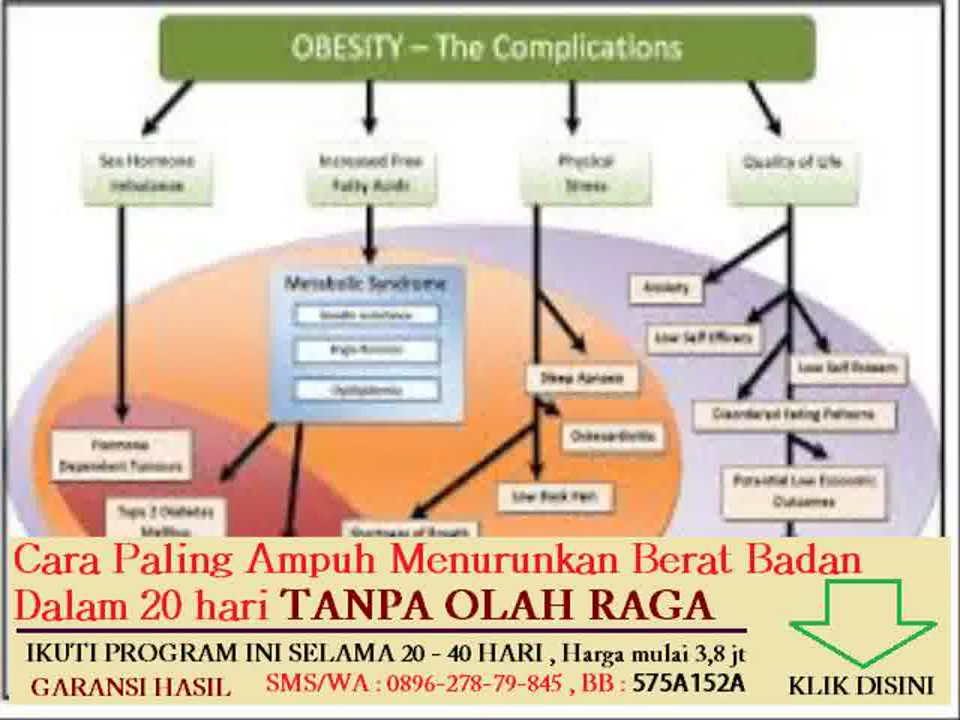 OBESITY – The Complications
Sex Hormone
Imbalance
Increased Free
Fatty Acids
Physical
Stress
Quality of Life
Metabolic Syndrome
Anxiety
Low Self Efficacy
Low Self Esteem
Sleep Apnoea
Disordered Eating Patterns
Osteoarthritis
Hormone
Dependent Tumours
Potential Low Economic
Outcomes
Low Back Pain
Type 2 Diabetes
Mellitus
Shortness of Breath
Cara Paling Ampuh Menurunkan Berat Badan
Dalam 20 hari TANPA OLAH RAGA
IKUTI PROGRAM INI SELAMA 20 - 40 HARI , Harga mulai 3,8 jt
GARANSI HASIL SMS/WA : 0896-278-79-845 , BB : 575A152A
KLIK DISINI